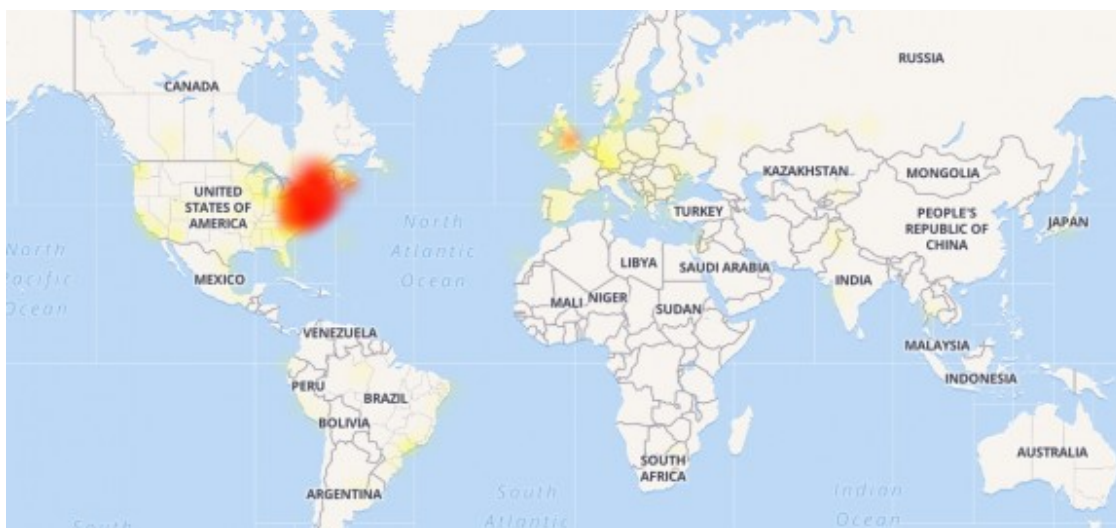 RUSSIA
CANADA
KAZAKHSTAN
MONGOLIA
UNITED
STATES OF
AMERICA
North
Atlantic
Ocean
TURKEY
PEOPLE'S
REPUBLIC OF
CHINA
JAPAN
North
Pacific
Ocean
MEXICO
LIBYA
SAUDI ARABIA
INDIA
MALI
NIGER
SUDAN
VENEZUELA
MALAYSIA
INDONESIA
PERU
BRAZIL
BOLIVIA
AUSTRALIA
SOUTH
AFRICA
ARGENTINA
South
Atlantic
Indian
Ocean
South